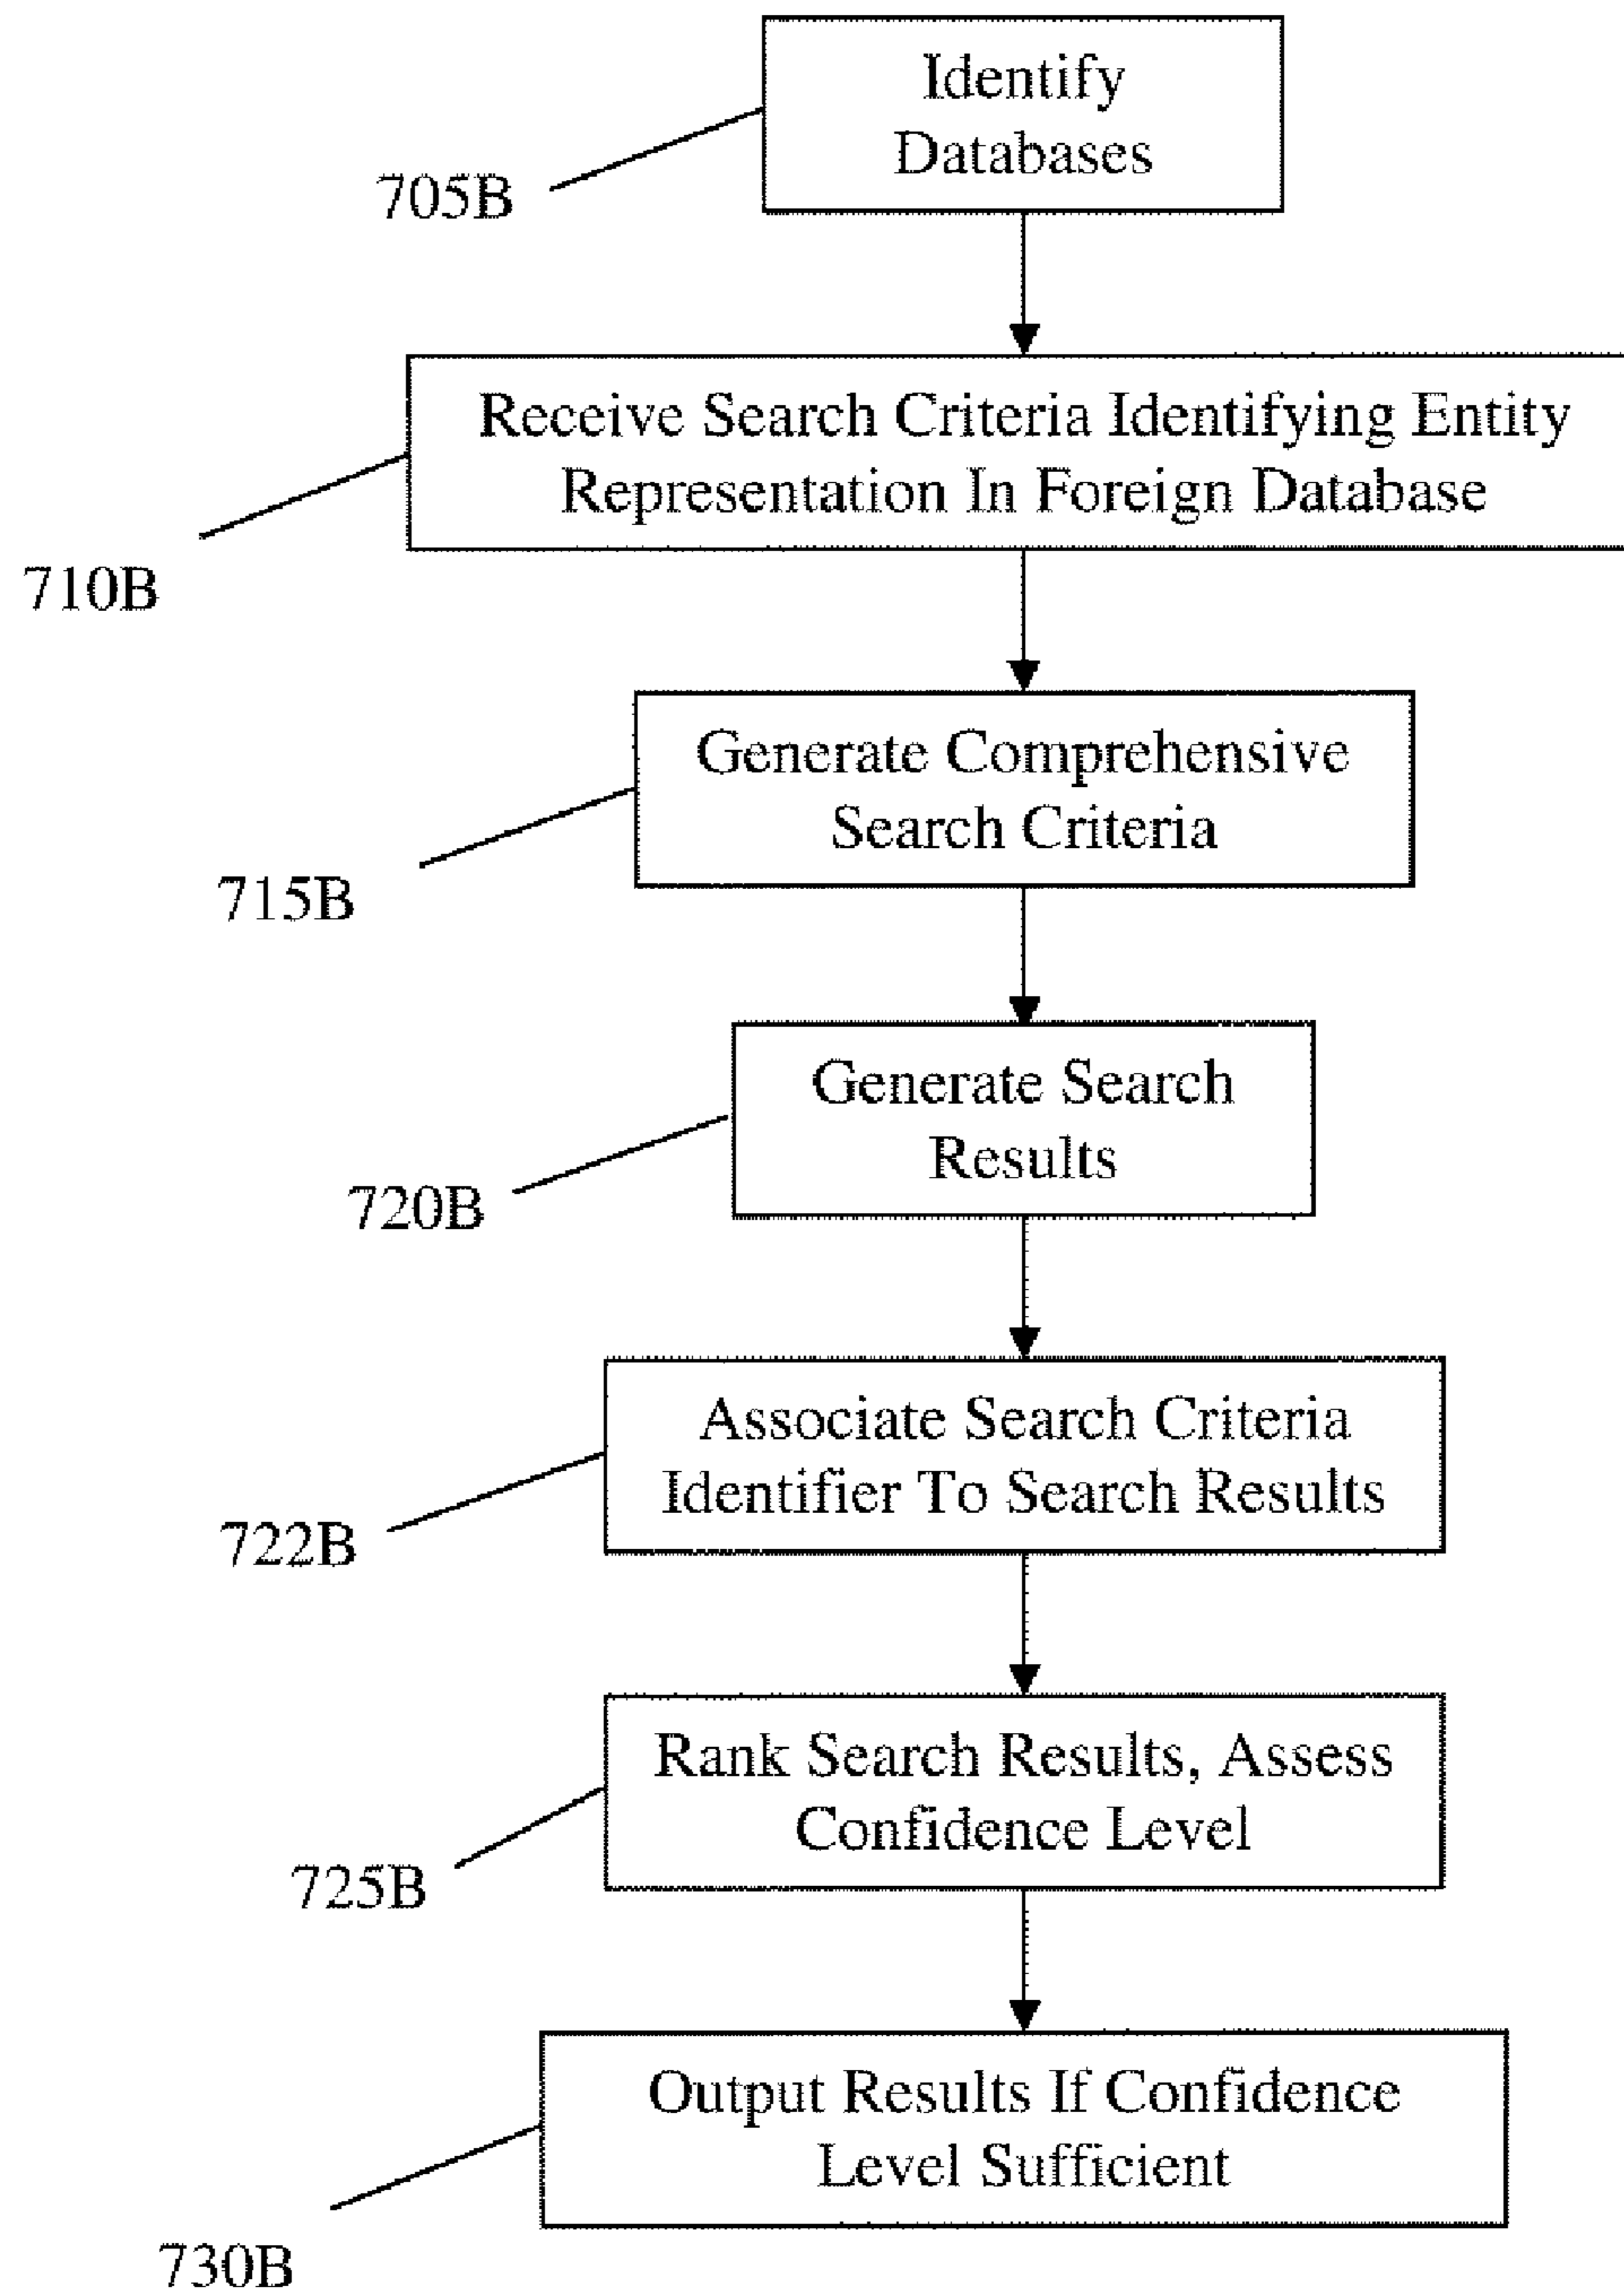 Identify
Databases
705B
Receive Search Criteria Identifying Entity
Representation In Foreign Database
710B
Generate Comprehensive
Search Criteria
715B
Generate Search
Results
720B
Associate Search Criteria
Identifier To Search Results
722B
Rank Search Results, Assess
Confidence Level
725B
Output Results If Confidence
Level Sufficient
730B